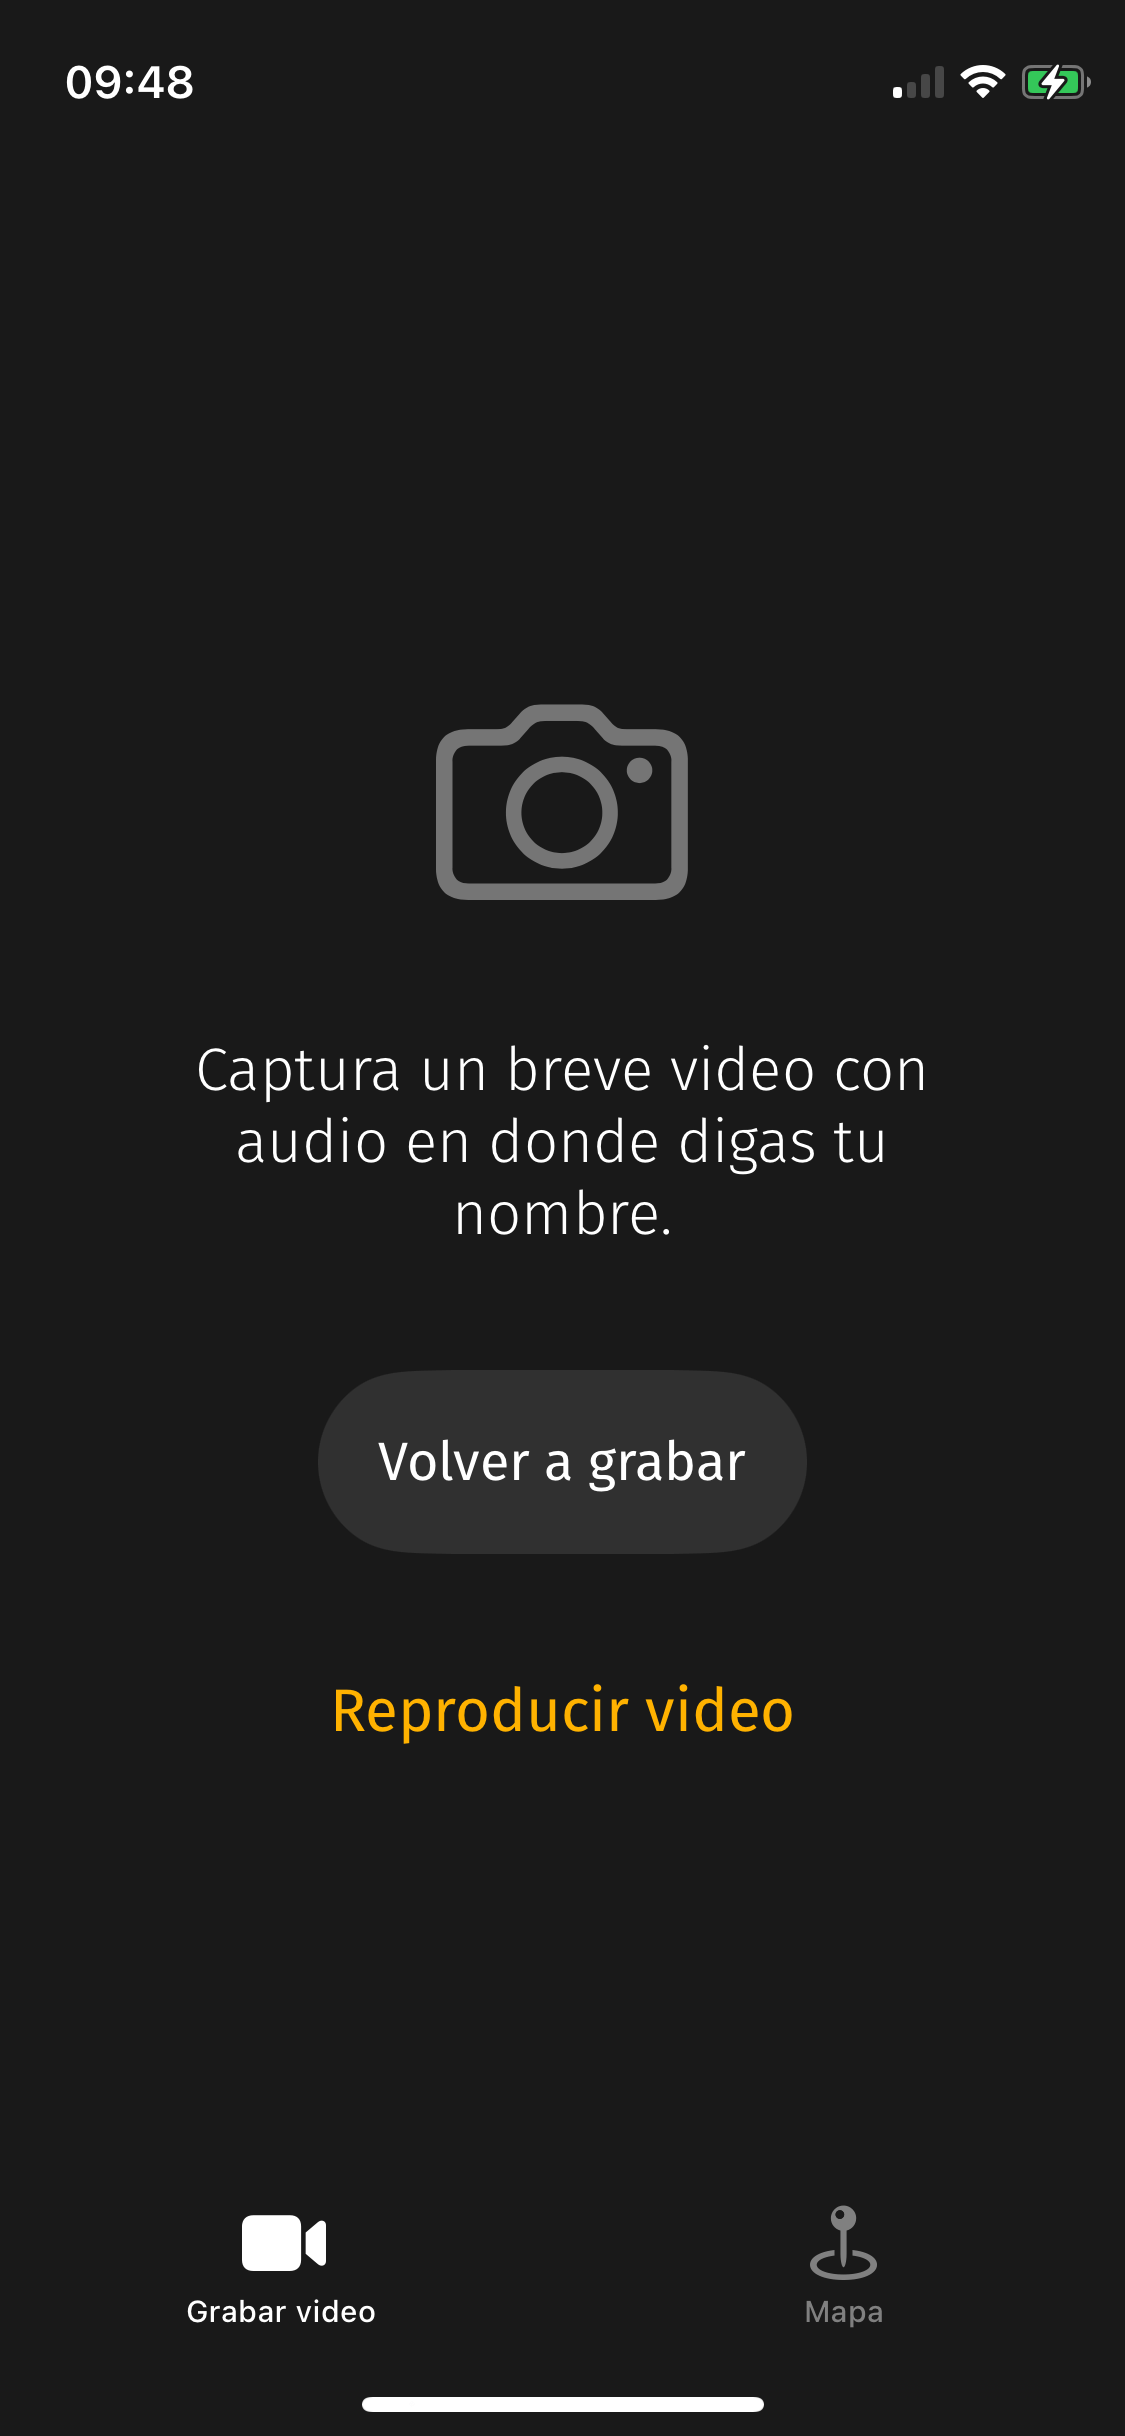 09:48
Captura un breve video con
audio en donde digas tu
nombre.
Volver a grabar
Reproducir video
Grabar video
Mapa